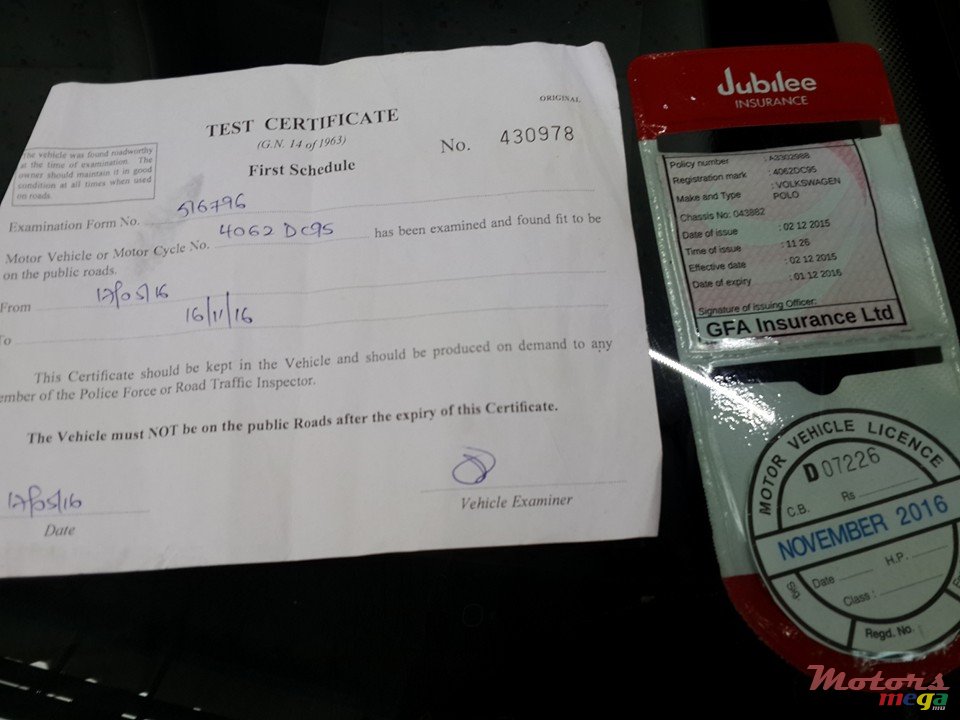 ORIGINAL
TEST CERTIFICATE
(G.N. 14 of 1963)
No. 430978
First Schedule
The vehicle was found roadworthy
at the time of examination. The
owner should maintain it in good
condition at all times when used
on roads.
Examination Form No. 516796
Motor Vehicle or Motor Cycle No. 4062 DC95 has been examined and found fit to be
on the public roads.
From 17/05/16
To 16/11/16
This Certificate should be kept in the Vehicle and should be produced on demand to any
ember of the Police Force or Road Traffic Inspector.
The Vehicle must NOT be on the public Roads after the expiry of this Certificate.
17/05/16
Date
Vehicle Examiner
Jubilee
INSURANCE
Policy number : A3302988
Registration mark : 4062DC95
Make and Type : VOLKSWAGEN
POLO
Chassis No: 043882
Date of issue : 02 12 2015
Time of issue : 11 26
Effective date : 02 12 2015
Date of expiry : 01 12 2016
Signature of issuing Officer:
GFA Insurance Ltd
MOTOR VEHICLE LICENCE
D07226
C.B. Rs
NOVEMBER 2016
Sig.
Date H.P.
Class:
Regd. No.
Motors
mega
mu